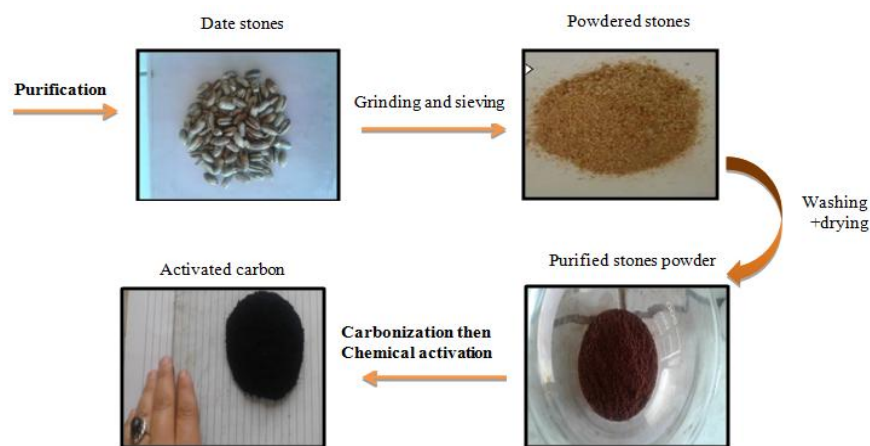 Date stones
Powdered stones
Purification
Grinding and sieving
Washing
+drying
Purified stones powder
Activated carbon
Carbonization then
Chemical activation